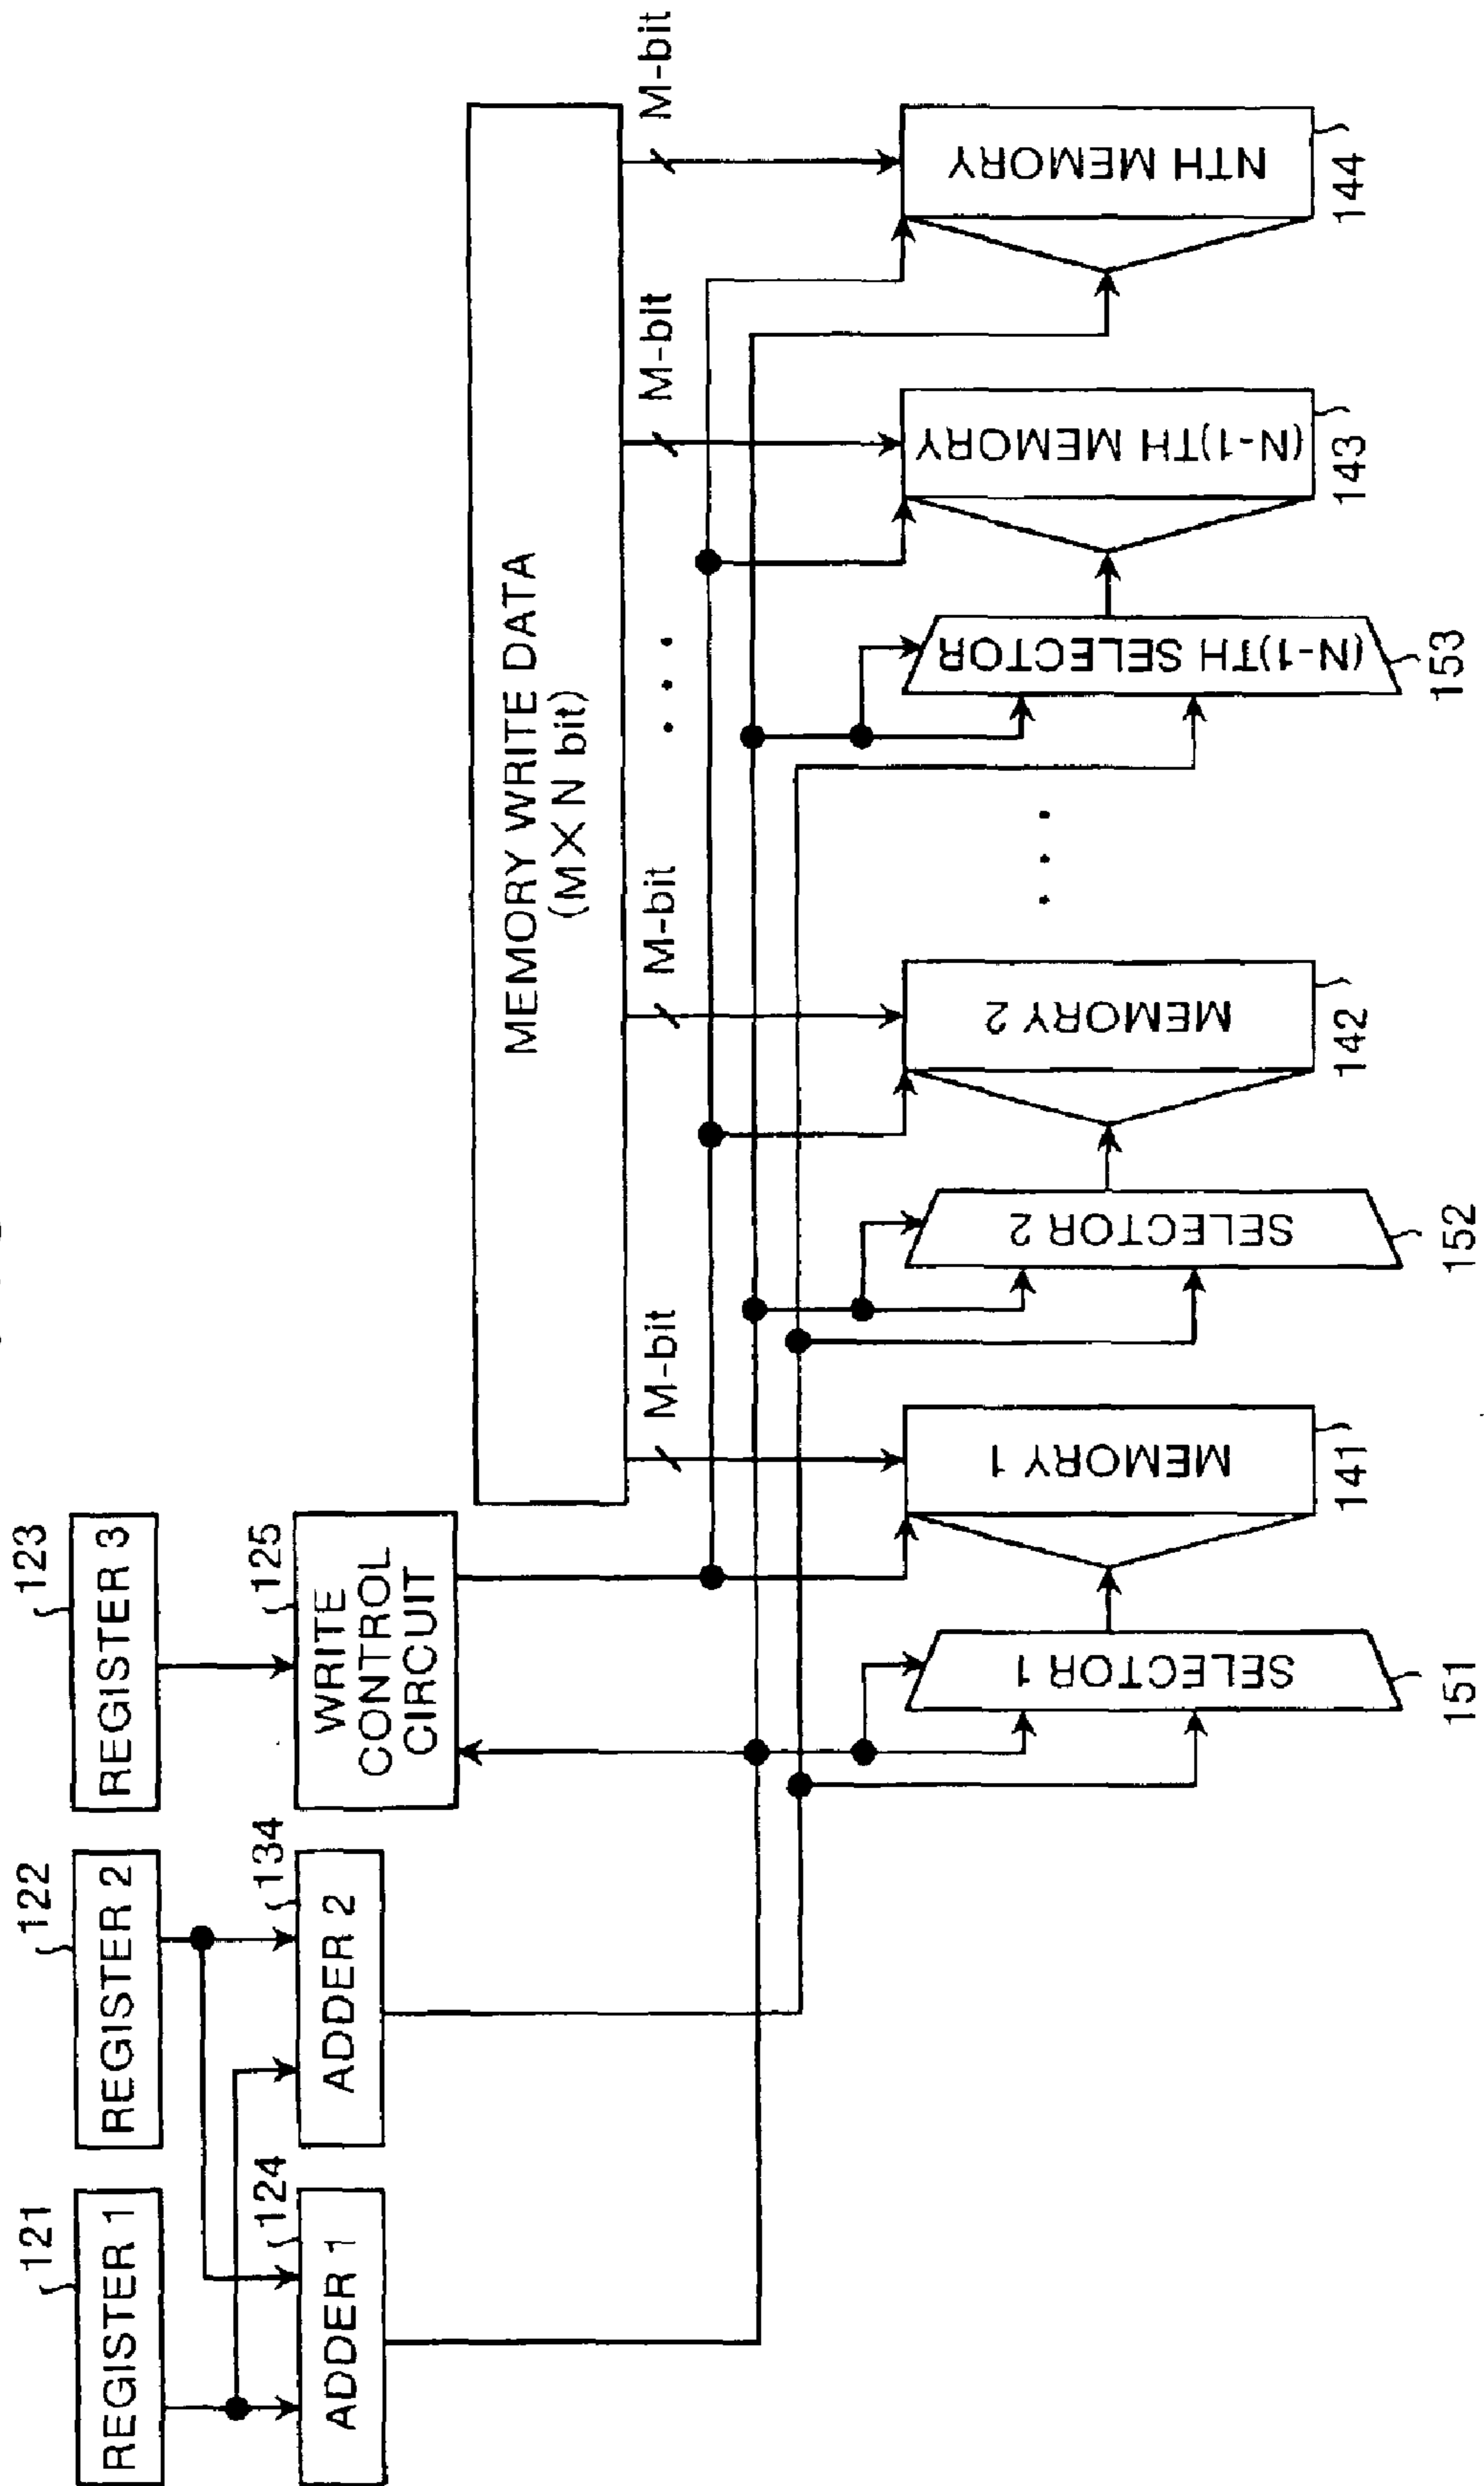 121
REGISTER 1
122
REGISTER 2
123
REGISTER 3
124
ADDER 1
134
ADDER 2
125
WRITE
CONTROL
CIRCUIT
MEMORY WRITE DATA
(M×N bit)
M-bit
M-bit
• • •
M-bit
M-bit
SELECTOR 1
151
MEMORY 1
141
SELECTOR 2
152
MEMORY 2
142
• • •
(N-1)TH SELECTOR
153
(N-1)TH MEMORY
143
NTH MEMORY
144